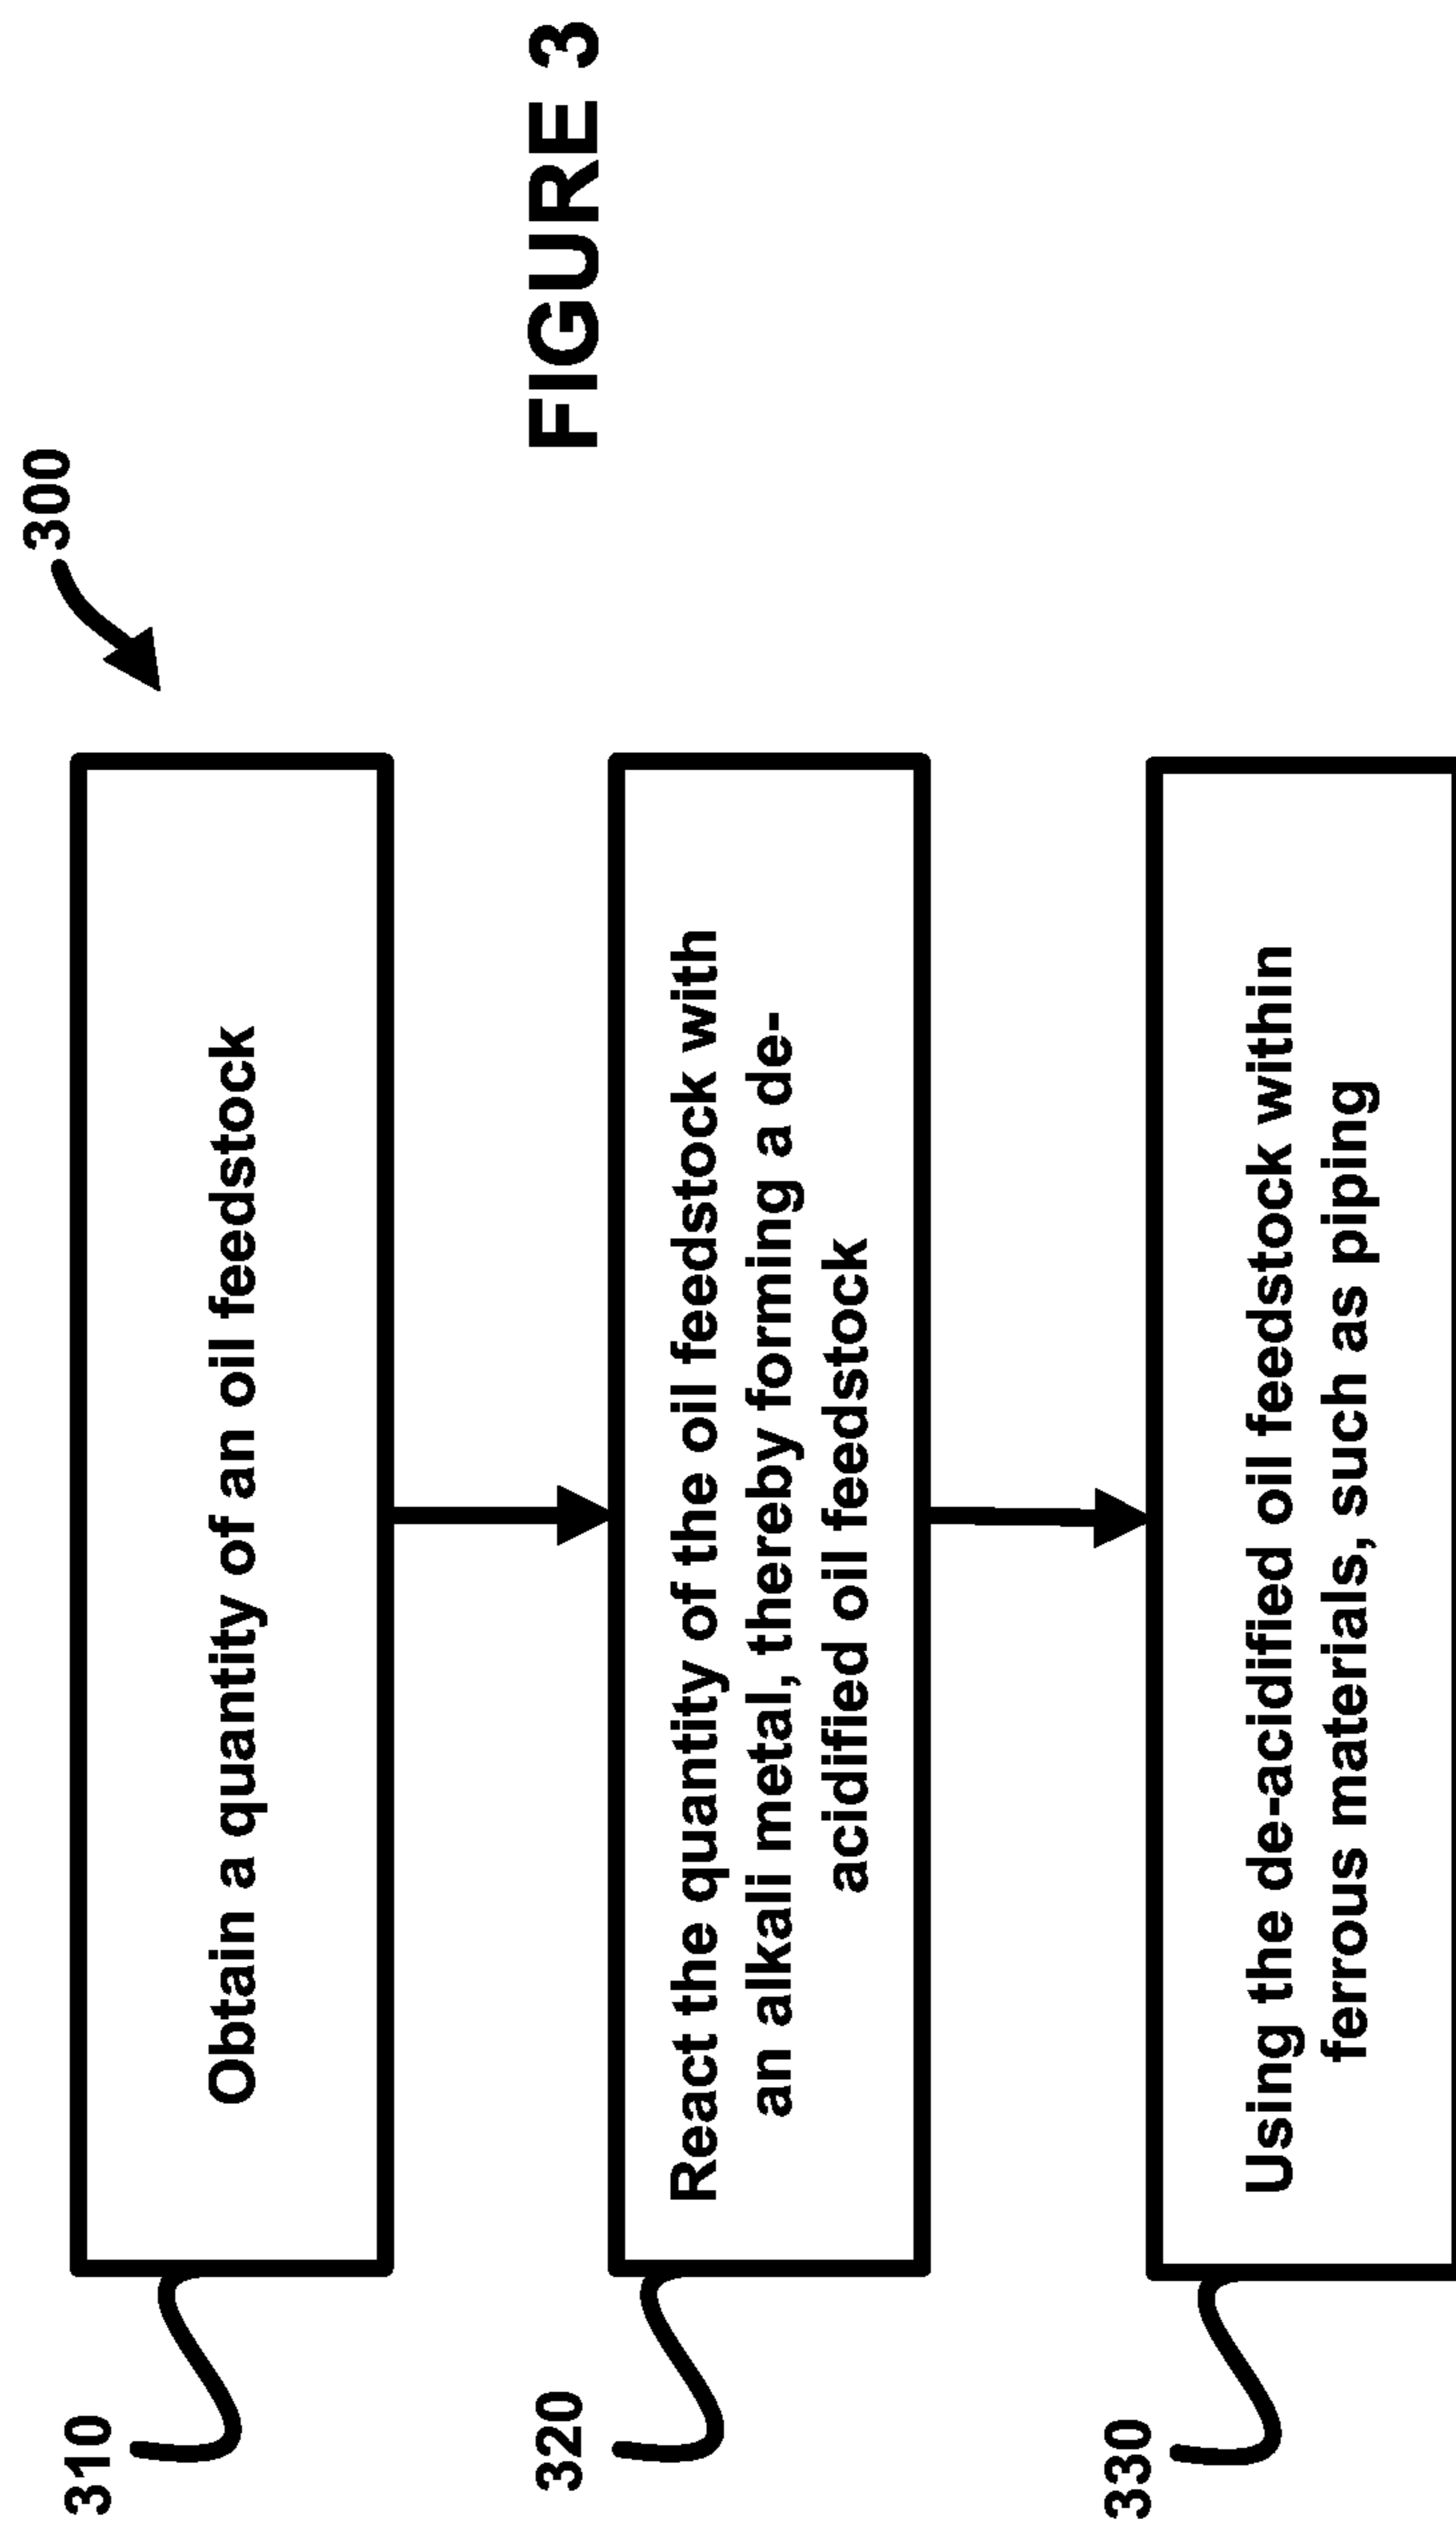 300
310
Obtain a quantity of an oil feedstock
320
React the quantity of the oil feedstock with
an alkali metal, thereby forming a de-
acidified oil feedstock
330
Using the de-acidified oil feedstock within
ferrous materials, such as piping
FIGURE 3